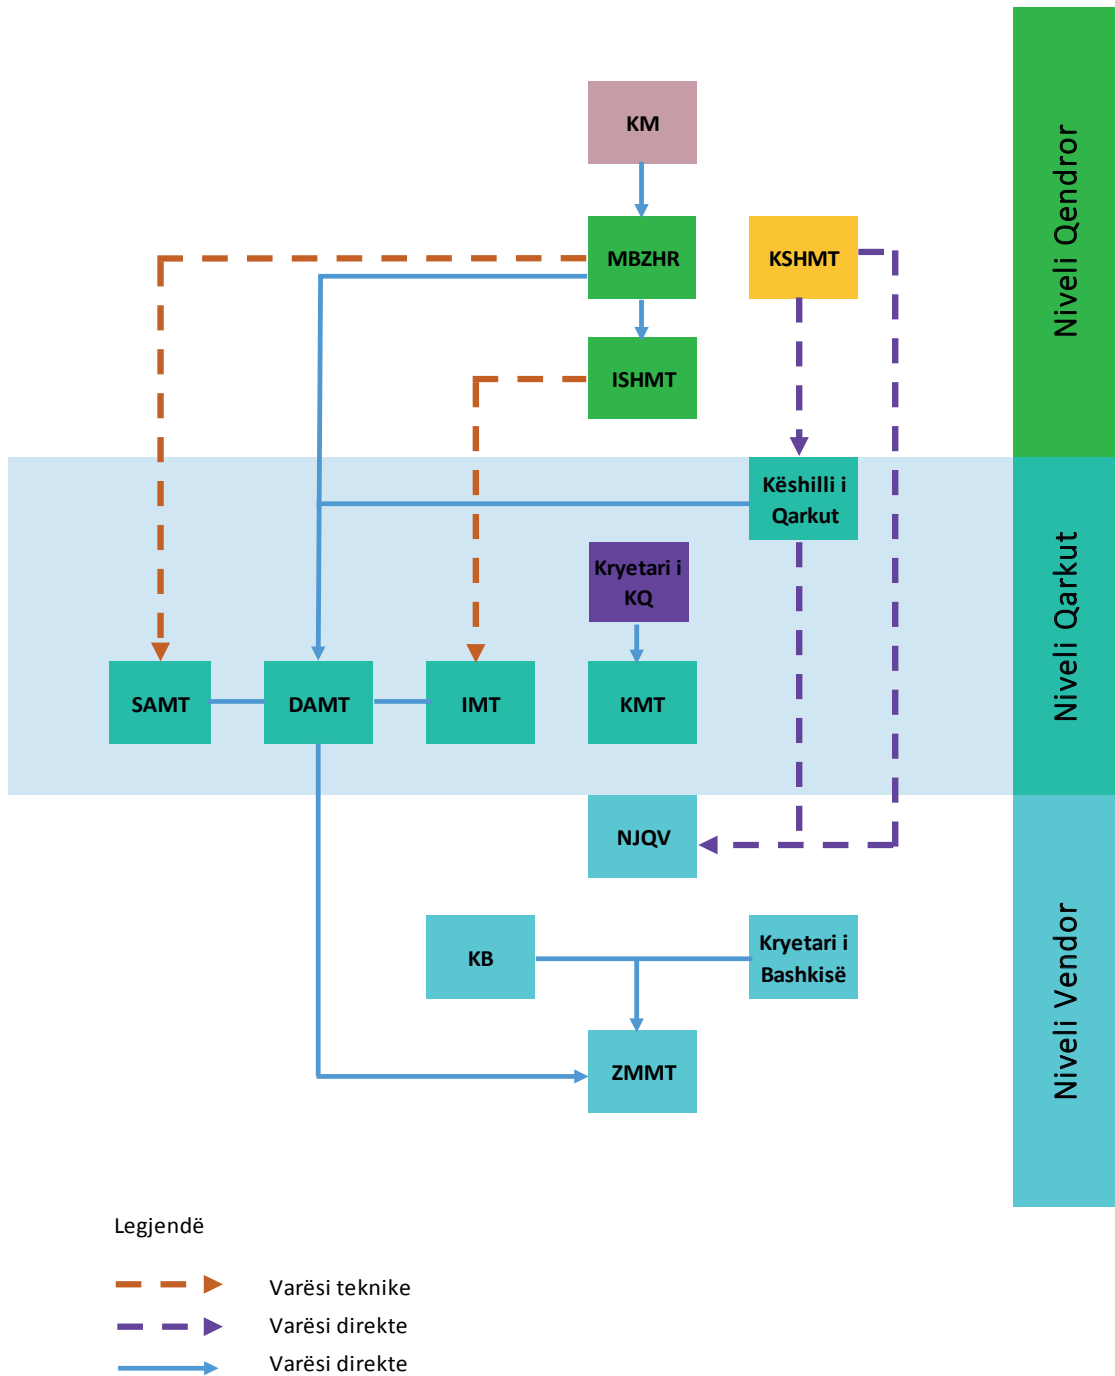 KM
Niveli Qendror
MBZHR
KSHMT
ISHMT
Këshilli i
Qarkut
Niveli Qarkut
Kryetari i
KQ
SAMT
DAMT
IMT
KMT
NJQV
Niveli Vendor
KB
Kryetari i
Bashkisë
ZMMT
Legjendë
Varësi teknike
Varësi direkte
Varësi direkte